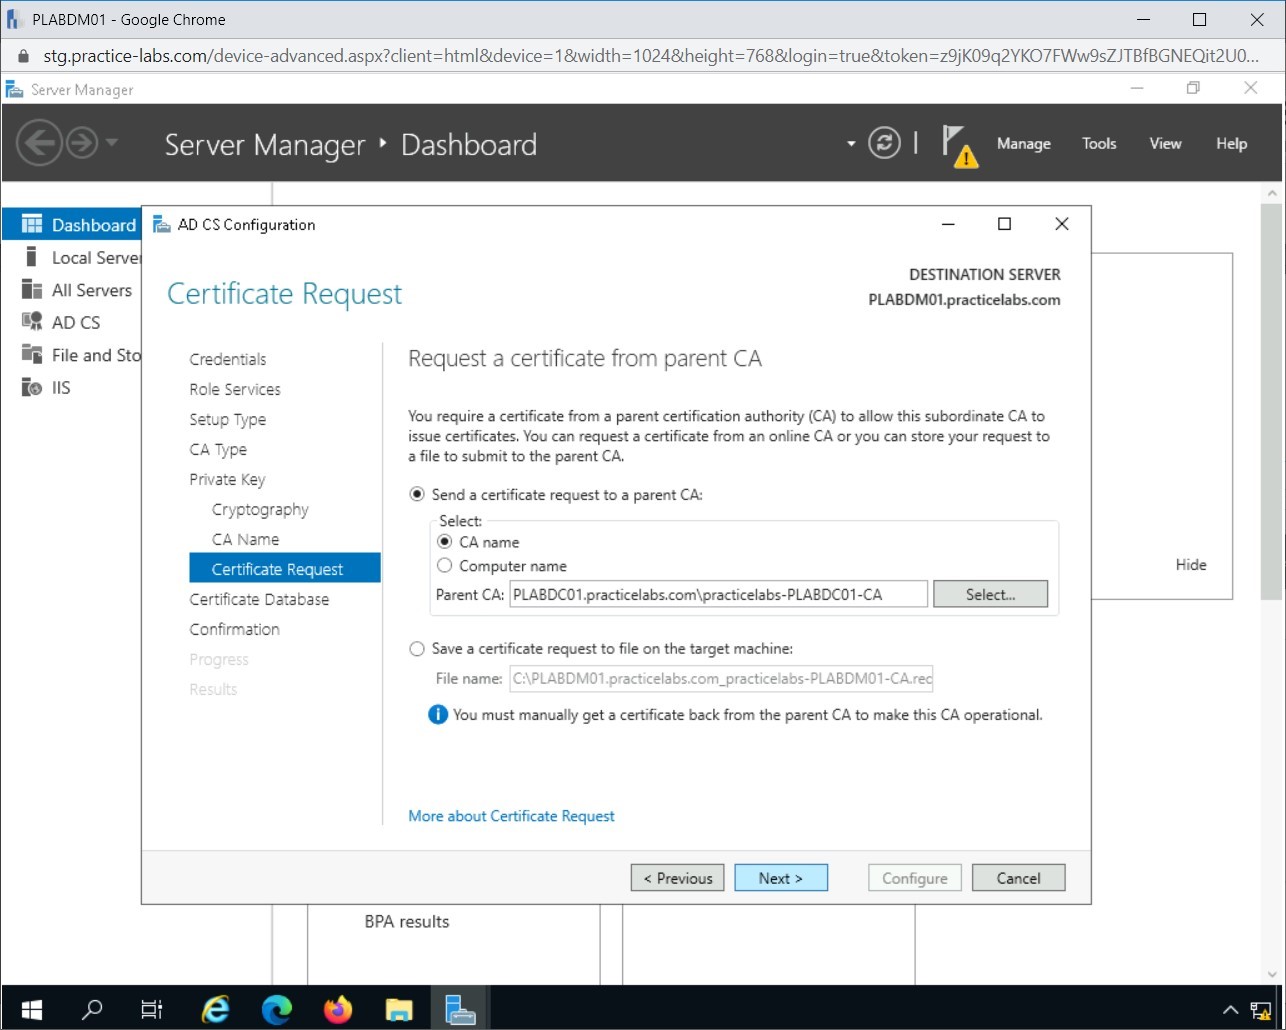 PLABDM01 - Google Chrome
stg.practice-labs.com/device-advanced.aspx?client=html&device=1&width=1024&height=768&login=true&token=z9jK09q2YKO7FWw9sZJTBfBGNEQit2U0...
Server Manager
Server Manager ‣ Dashboard
Manage Tools View Help
Dashboard
Local Server
All Servers
AD CS
File and Sto
IIS
AD CS Configuration
Certificate Request
DESTINATION SERVER
PLABDM01.practicelabs.com
Credentials
Role Services
Setup Type
CA Type
Private Key
Cryptography
CA Name
Certificate Request
Certificate Database
Confirmation
Progress
Results
Request a certificate from parent CA
You require a certificate from a parent certification authority (CA) to allow this subordinate CA to
issue certificates. You can request a certificate from an online CA or you can store your request to
a file to submit to the parent CA.
Send a certificate request to a parent CA:
Select:
CA name
Computer name
Parent CA: PLABDC01.practicelabs.com\practicelabs-PLABDC01-CA Select...
Save a certificate request to file on the target machine:
File name: C:\PLABDM01.practicelabs.com_practicelabs-PLABDM01-CA.req
You must manually get a certificate back from the parent CA to make this CA operational.
More about Certificate Request
< Previous Next > Configure Cancel
Hide
BPA results